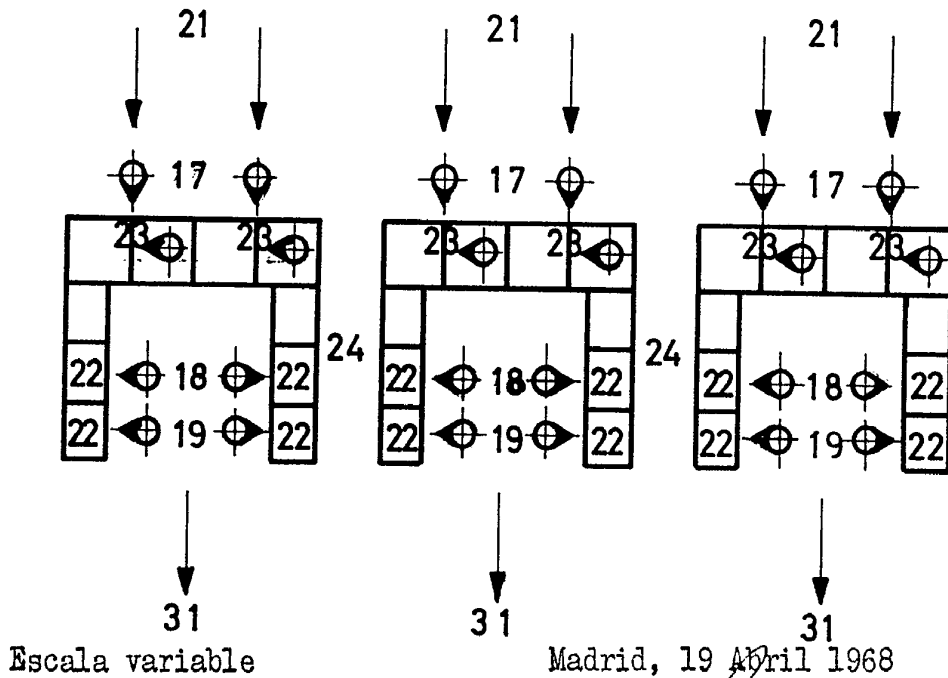 21 21 21
17 17 17
23 23 23 23 23 23
24 24
22 18 22 22 18 22 22 18 22
22 19 22 22 19 22 22 19 22
31 31 31
Escala variable Madrid, 19 Abril 1968